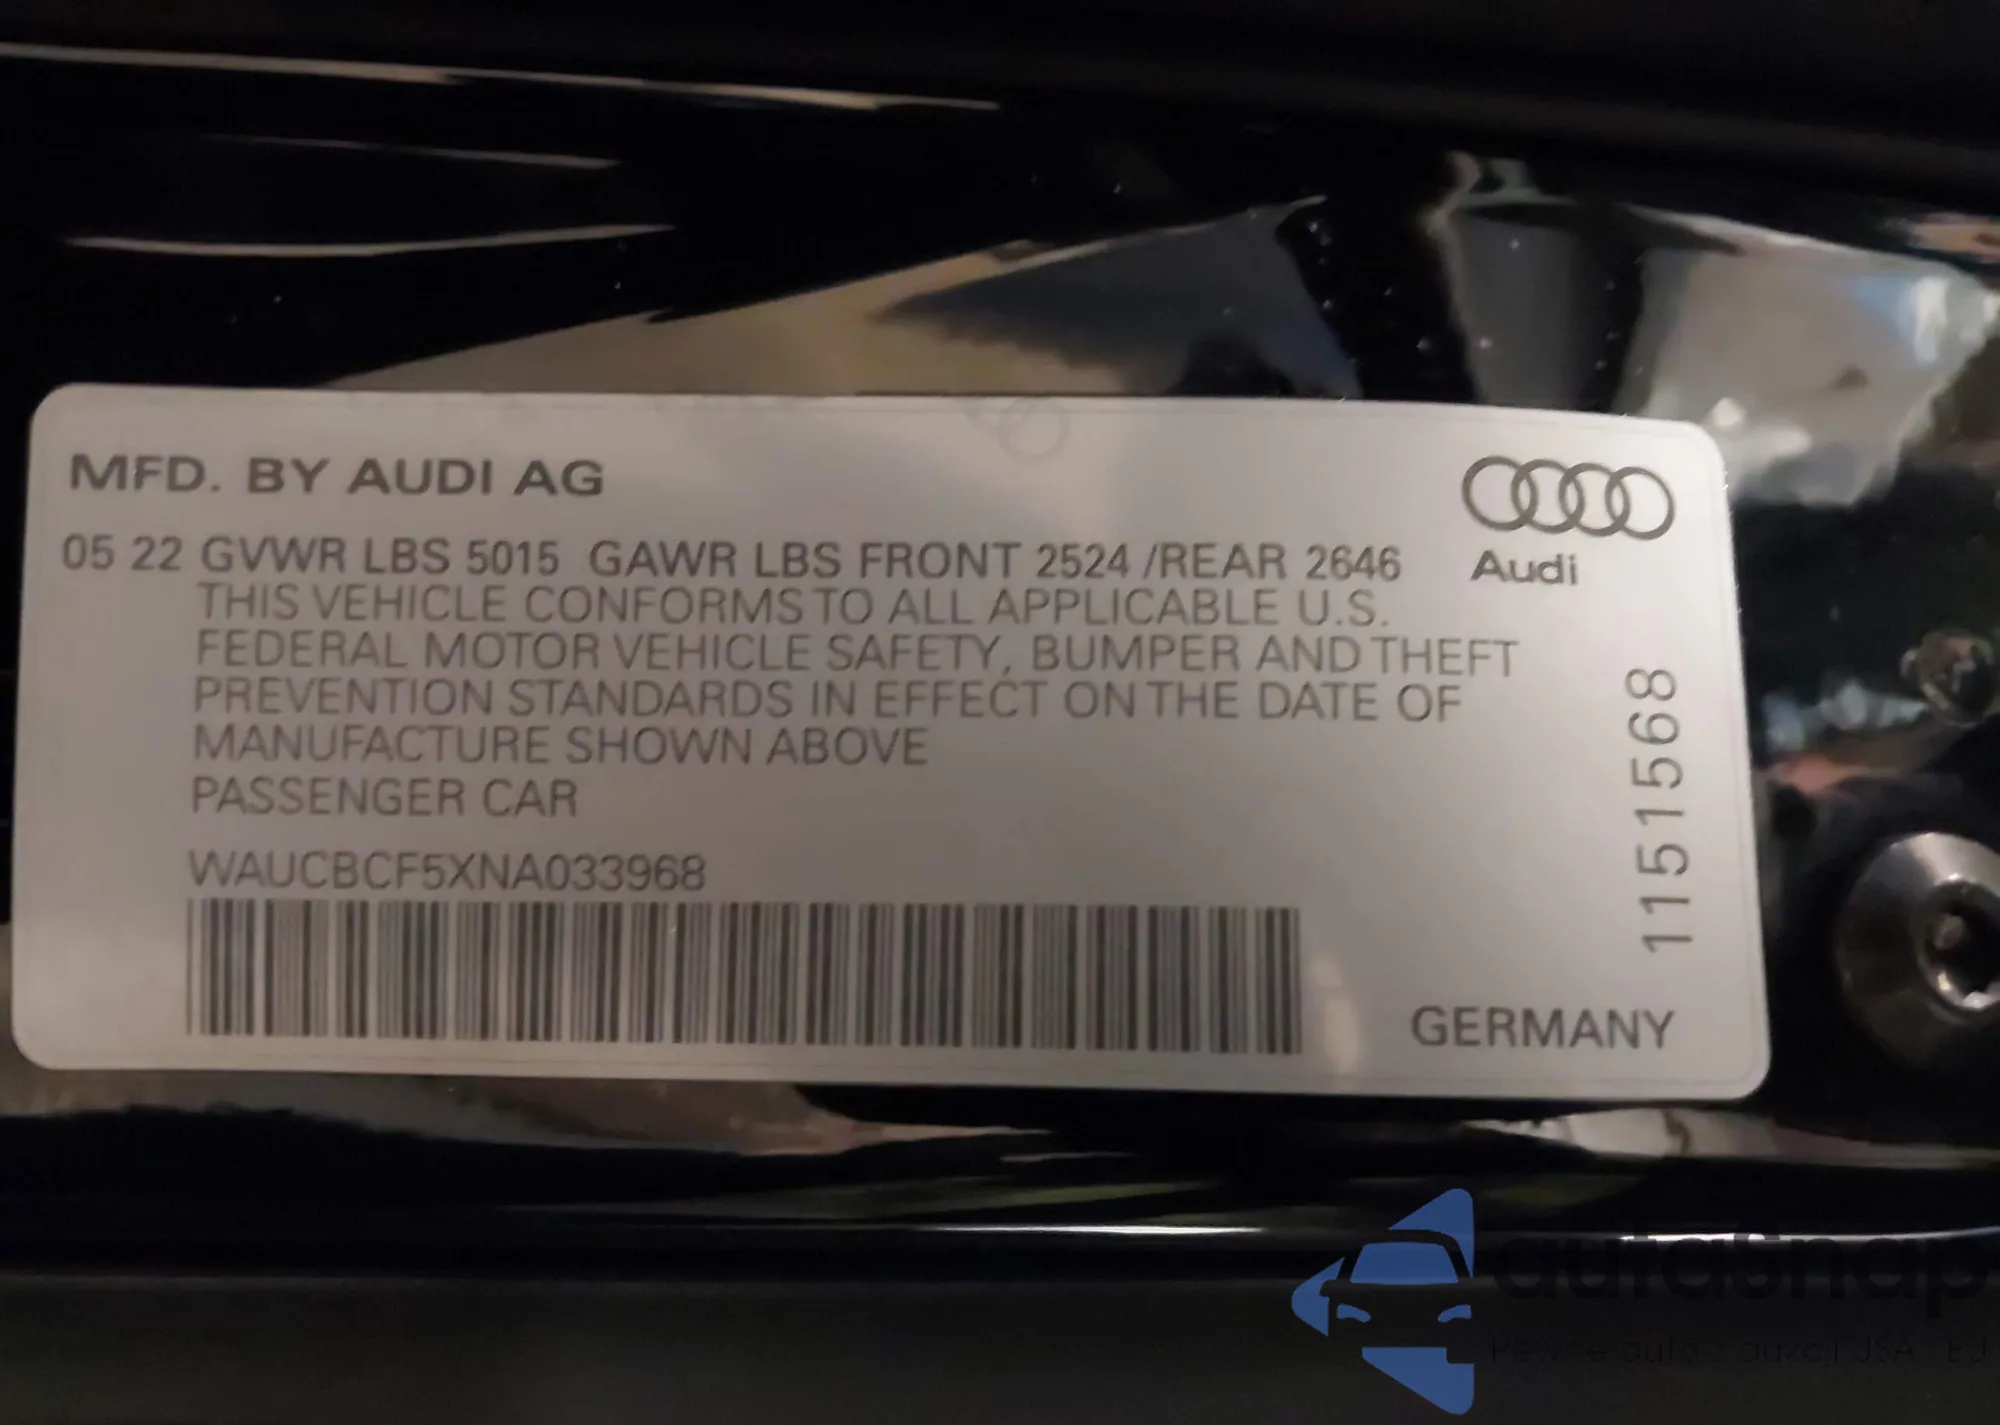 MFD. BY AUDI AG
Audi
05 22 GVWR LBS 5015 GAWR LBS FRONT 2524 /REAR 2646
THIS VEHICLE CONFORMS TO ALL APPLICABLE U.S.
FEDERAL MOTOR VEHICLE SAFETY, BUMPER AND THEFT
PREVENTION STANDARDS IN EFFECT ON THE DATE OF
MANUFACTURE SHOWN ABOVE
PASSENGER CAR
WAUCBCF5XNA033968
1151568
GERMANY
autosnap